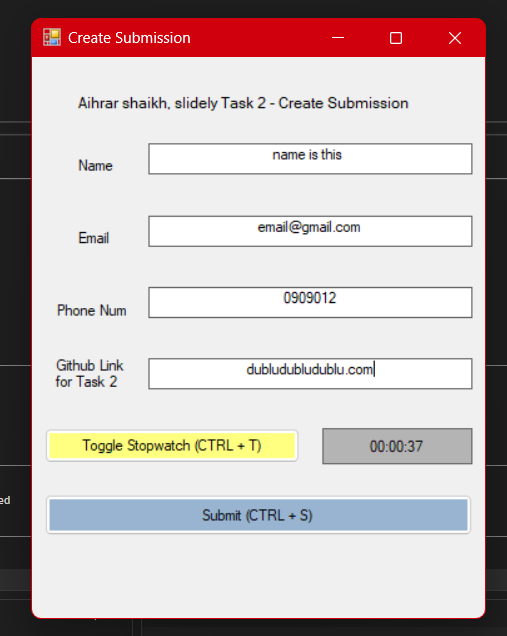 Create Submission
Aihrar shaikh, slidely Task 2 - Create Submission
Name
name is this
Email
email@gmail.com
Phone Num
0909012
Github Link
for Task 2
dubludubludublu.com
Toggle Stopwatch (CTRL + T)
00:00:37
ed
Submit (CTRL + S)